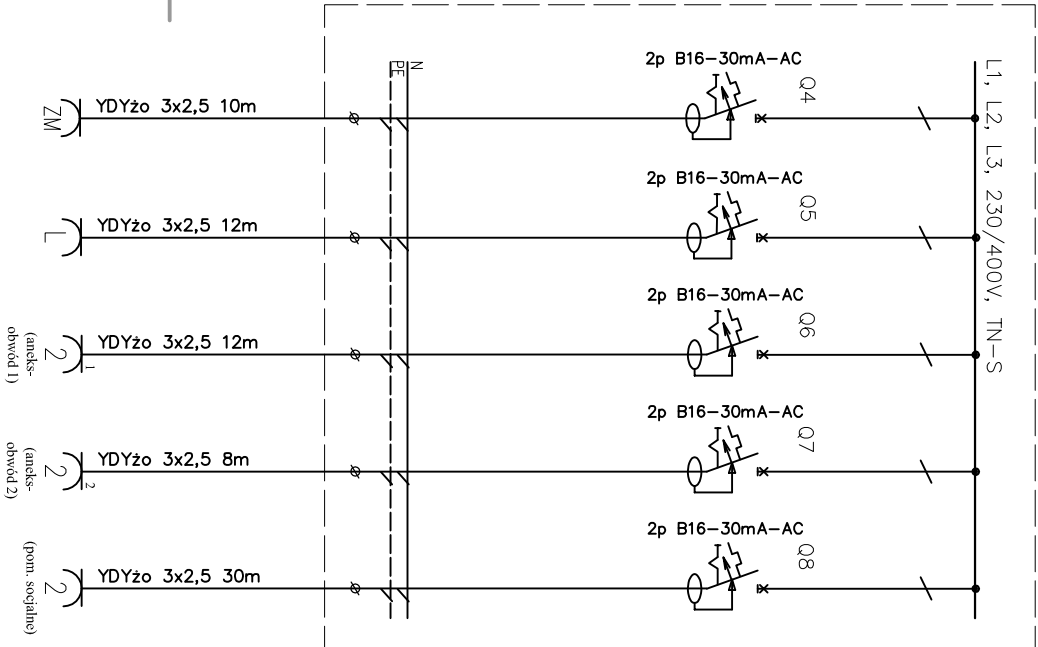 L1, L2, L3, 230/400V, TN-S
N
PE
2p B16-30mA-AC
Q4
YDYżo 3x2,5 10m
ZM
2p B16-30mA-AC
Q5
YDYżo 3x2,5 12m
L
2p B16-30mA-AC
Q6
YDYżo 3x2,5 12m
1
2
(aneks-
obwód 1)
2p B16-30mA-AC
Q7
YDYżo 3x2,5 8m
2
2
(aneks-
obwód 2)
2p B16-30mA-AC
Q8
YDYżo 3x2,5 30m
2
(pom. socjalne)